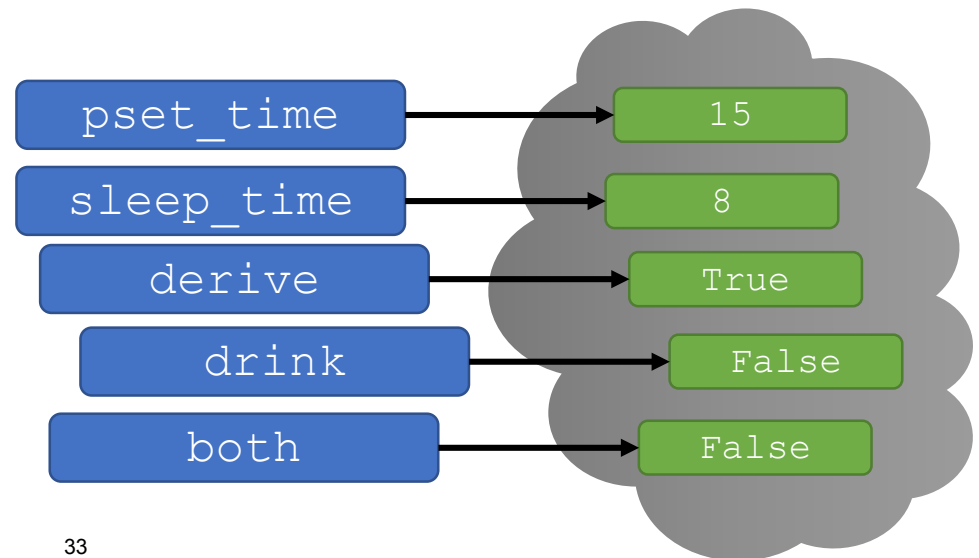 pset_time 15
sleep_time 8
derive True
drink False
both False
33